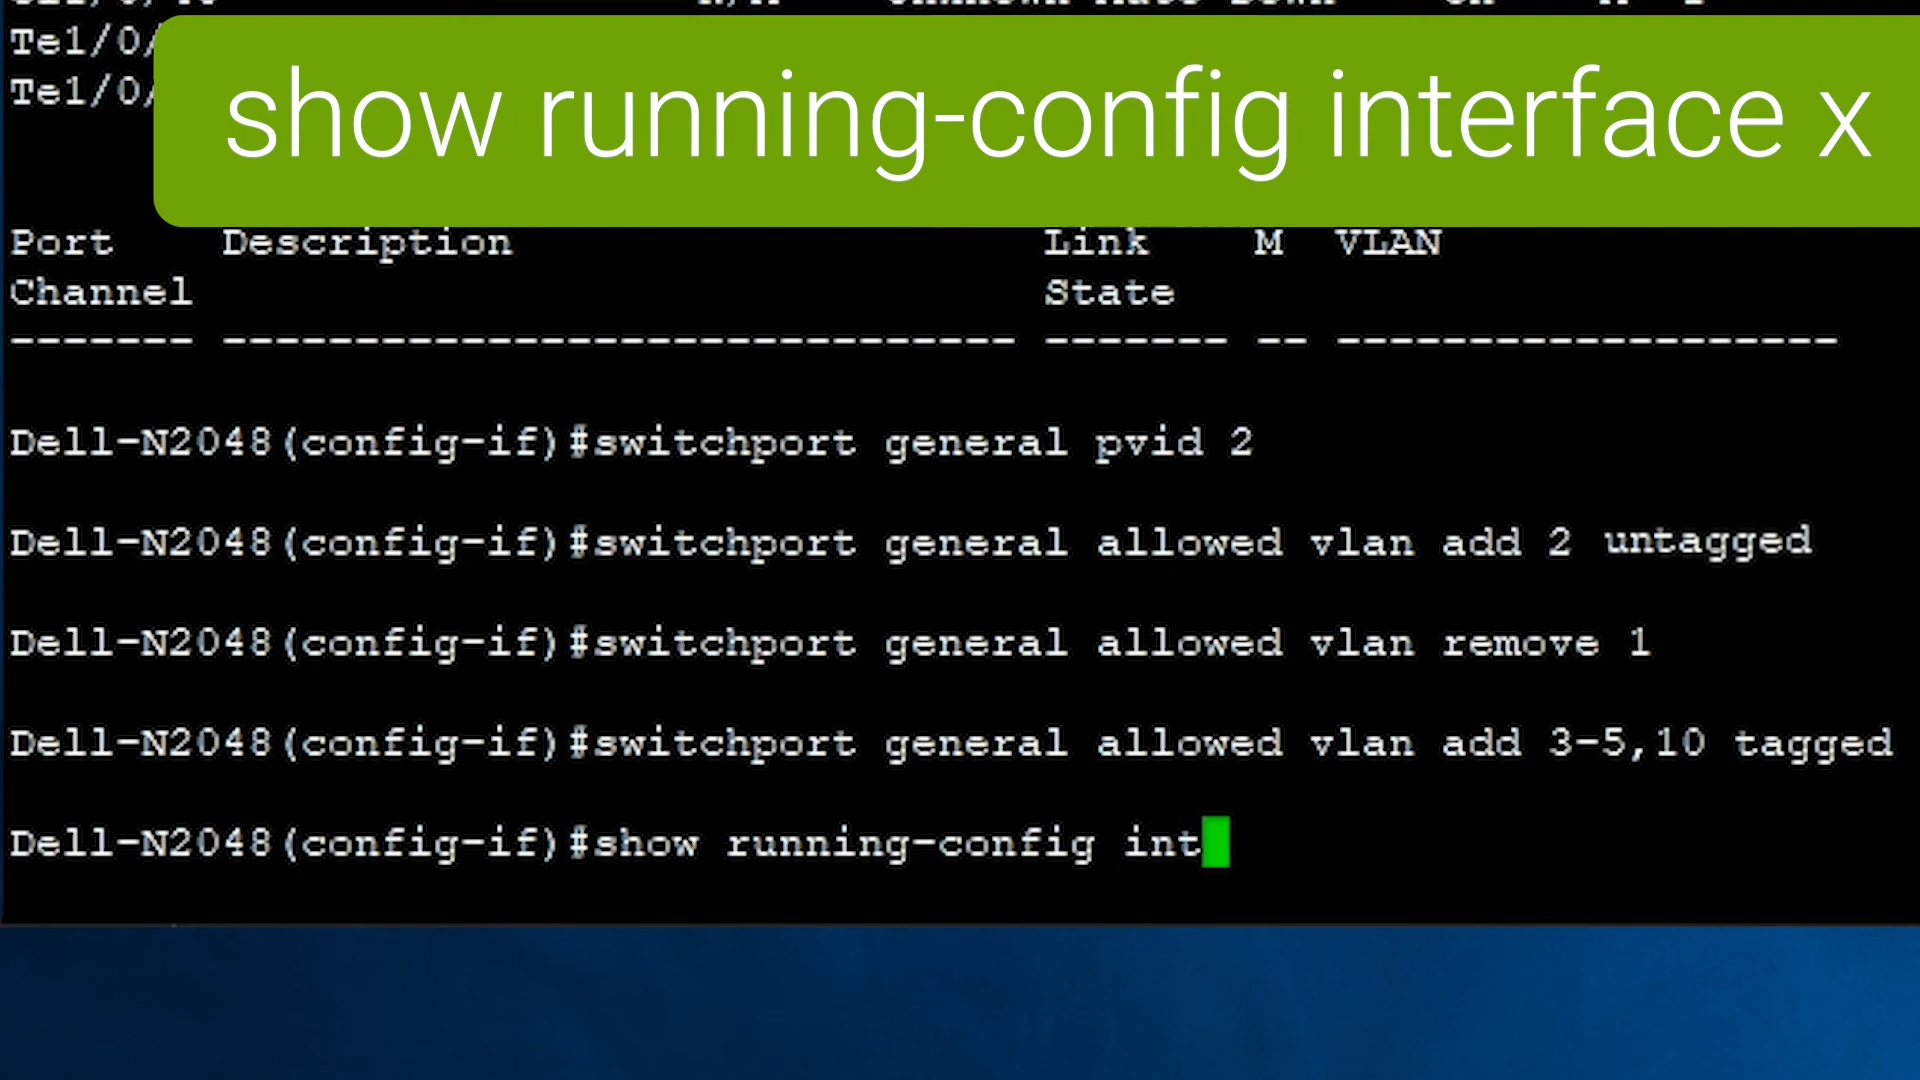 Te1/0/
Te1/0/
show running-config interface x
Port Description Link M VLAN
Channel State
------- ------------------------------- ------- -- -------------------
Dell-N2048(config-if)#switchport general pvid 2
Dell-N2048(config-if)#switchport general allowed vlan add 2 untagged
Dell-N2048(config-if)#switchport general allowed vlan remove 1
Dell-N2048(config-if)#switchport general allowed vlan add 3-5,10 tagged
Dell-N2048(config-if)#show running-config int